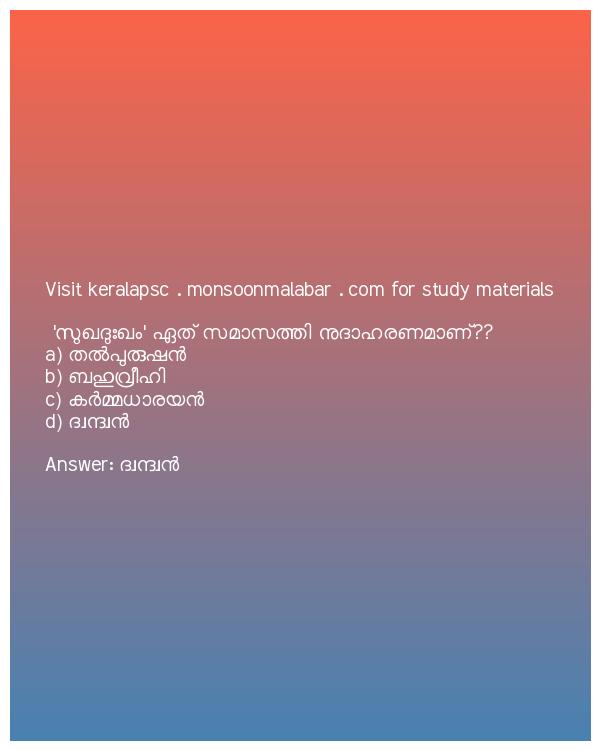 Visit keralapsc . monsoonmalabar . com for study materials
'സുഖദുഃഖം' ഏത് സമാസത്തി നുദാഹരണമാണ്??
a) തൽപുരുഷൻ
b) ബഹുവ്രീഹി
c) കർമ്മധാരയൻ
d) ദ്വന്ദ്വൻ
Answer: ദ്വന്ദ്വൻ